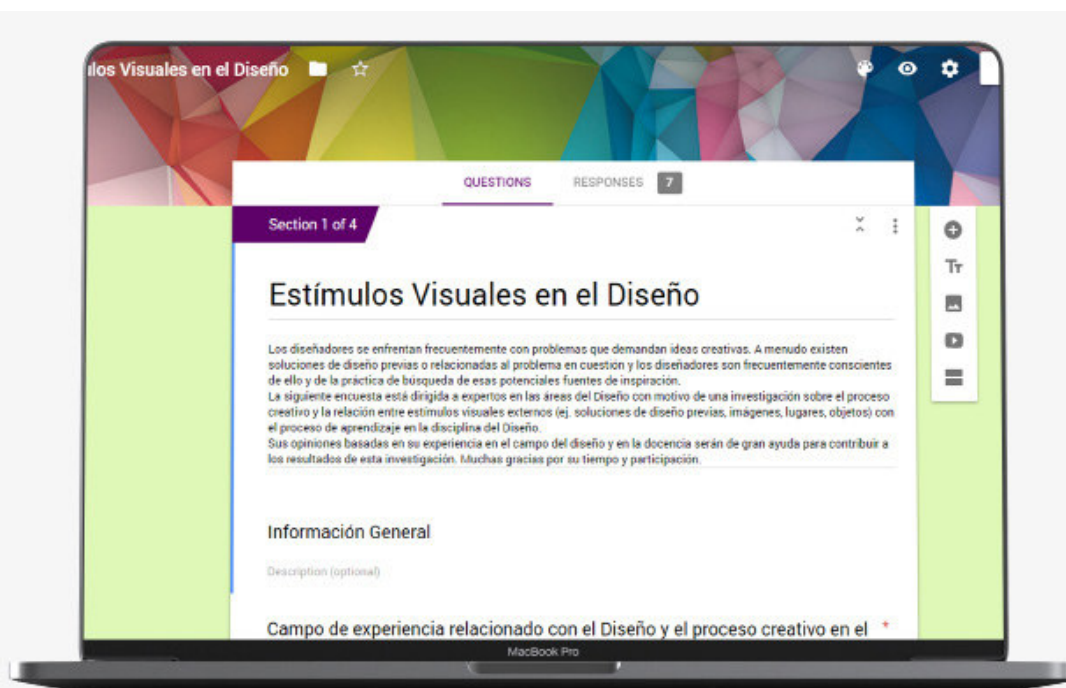 Visuales en el Diseño
QUESTIONS RESPONSES 7
Section 1 of 4
Tт
Estímulos Visuales en el Diseño
Los diseñadores se enfrentan frecuentemente con problemas que demandan ideas creativas. A menudo existen
soluciones de diseño previas o relacionadas al problema en cuestión y los diseñadores son frecuentemente conscientes
de ello y de la práctica de búsqueda de esas potenciales fuentes de inspiración.
La siguiente encuesta está dirigida a expertos en las áreas del Diseño con motivo de una investigación sobre el proceso
creativo y la relación entre estímulos visuales externos (ej. soluciones de diseño previas, imágenes, lugares, objetos) con
el proceso de aprendizaje en la disciplina del Diseño.
Sus opiniones basadas en su experiencia en el campo del diseño y en la docencia serán de gran ayuda para contribuir a
los resultados de esta investigación. Muchas gracias por su tiempo y participación.
Información General
Description (optional)
Campo de experiencia relacionado con el Diseño y el proceso creativo en el *
MacBook Pro